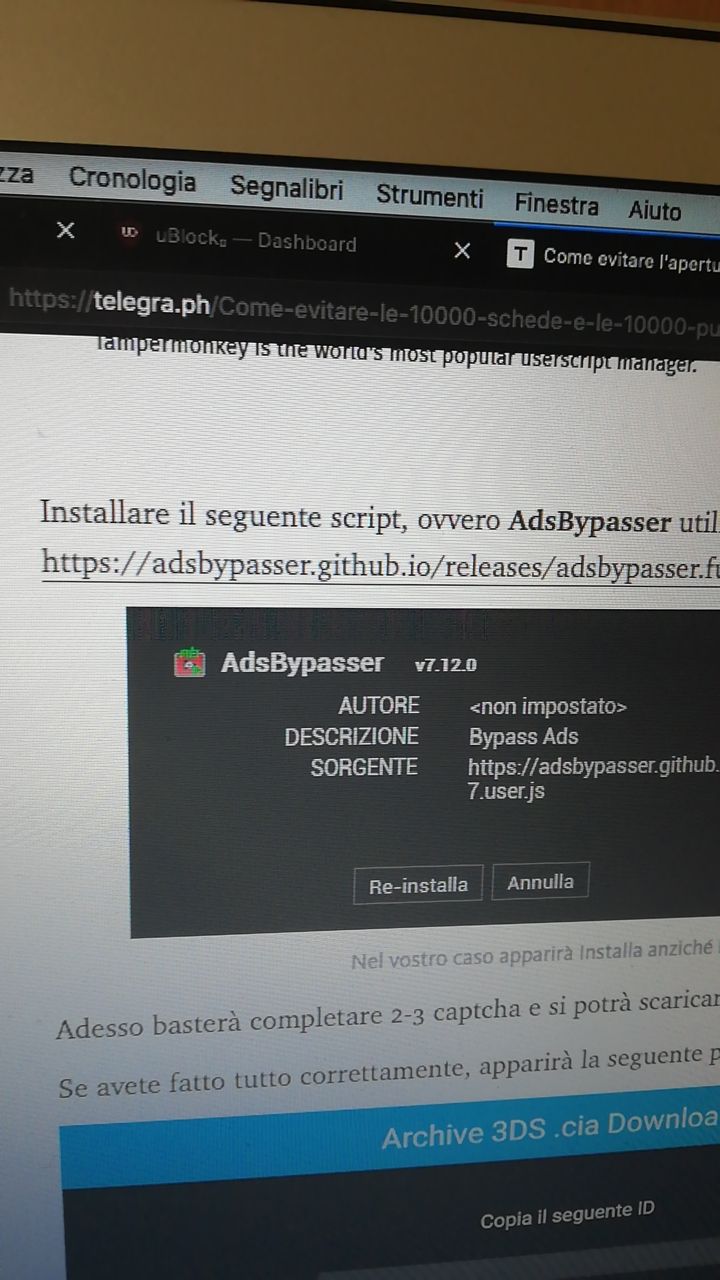 zza Cronologia Segnalibri Strumenti Finestra Aiuto
uBlock₀ — Dashboard
T Come evitare l'apertu
https://telegra.ph/Come-evitare-le-10000-schede-e-le-10000-pu
Tampermonkey is the world's most popular userscript manager.
Installare il seguente script, ovvero AdsBypasser util
https://adsbypasser.github.io/releases/adsbypasser.fu
AdsBypasser v7.12.0
AUTORE <non impostato>
DESCRIZIONE Bypass Ads
SORGENTE https://adsbypasser.github.
7.user.js
Re-installa Annulla
Nel vostro caso apparirà Installa anziché
Adesso basterà completare 2-3 captcha e si potrà scaricar
Se avete fatto tutto correttamente, apparirà la seguente p
Archive 3DS .cia Downloa
Copia il seguente ID